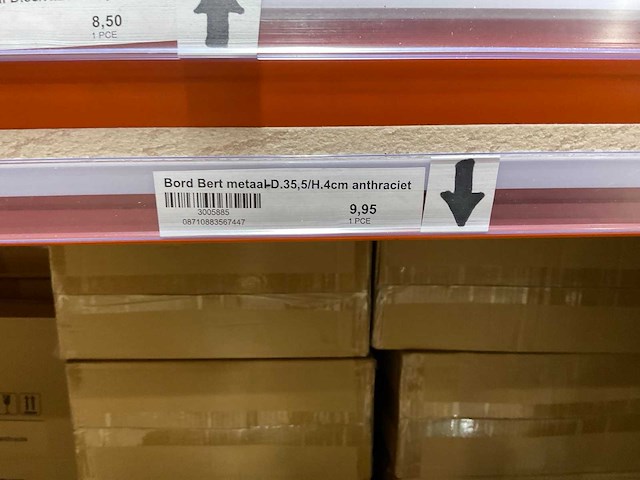 8,50
1 PCE
Bord Bert metaal-D.35,5/H.4cm anthraciet
3005885
9,95
08710883567447
1 PCE